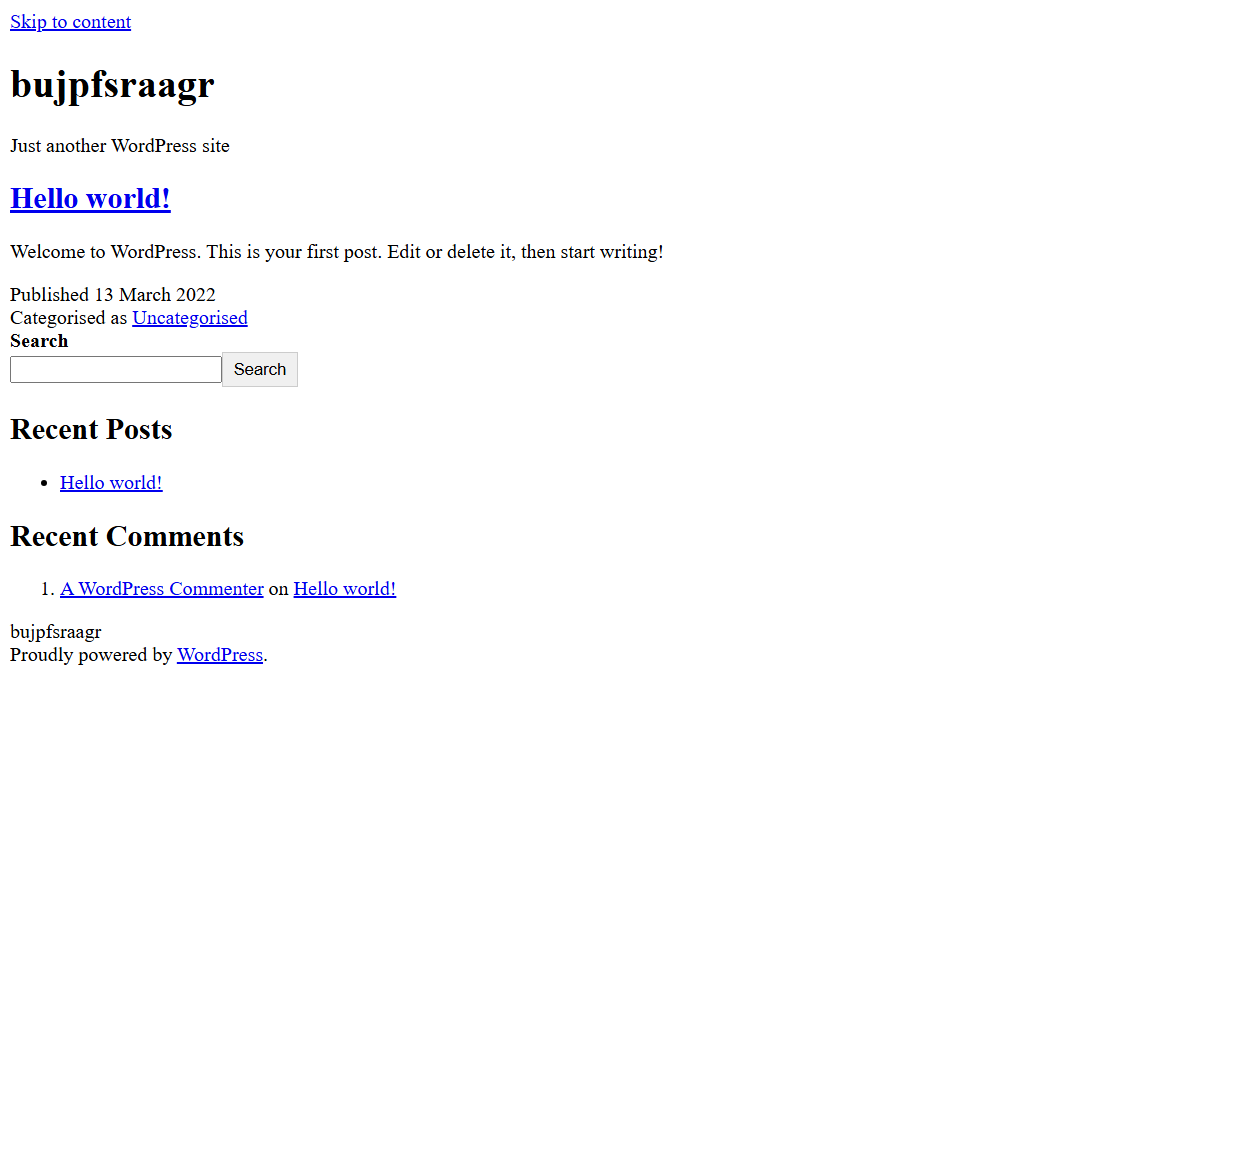 Skip to content
bujpfsraagr
Just another WordPress site
Hello world!
Welcome to WordPress. This is your first post. Edit or delete it, then start writing!
Published 13 March 2022
Categorised as Uncategorised
Search
Search
Recent Posts
Hello world!
Recent Comments
1. A WordPress Commenter on Hello world!
bujpfsraagr
Proudly powered by WordPress.